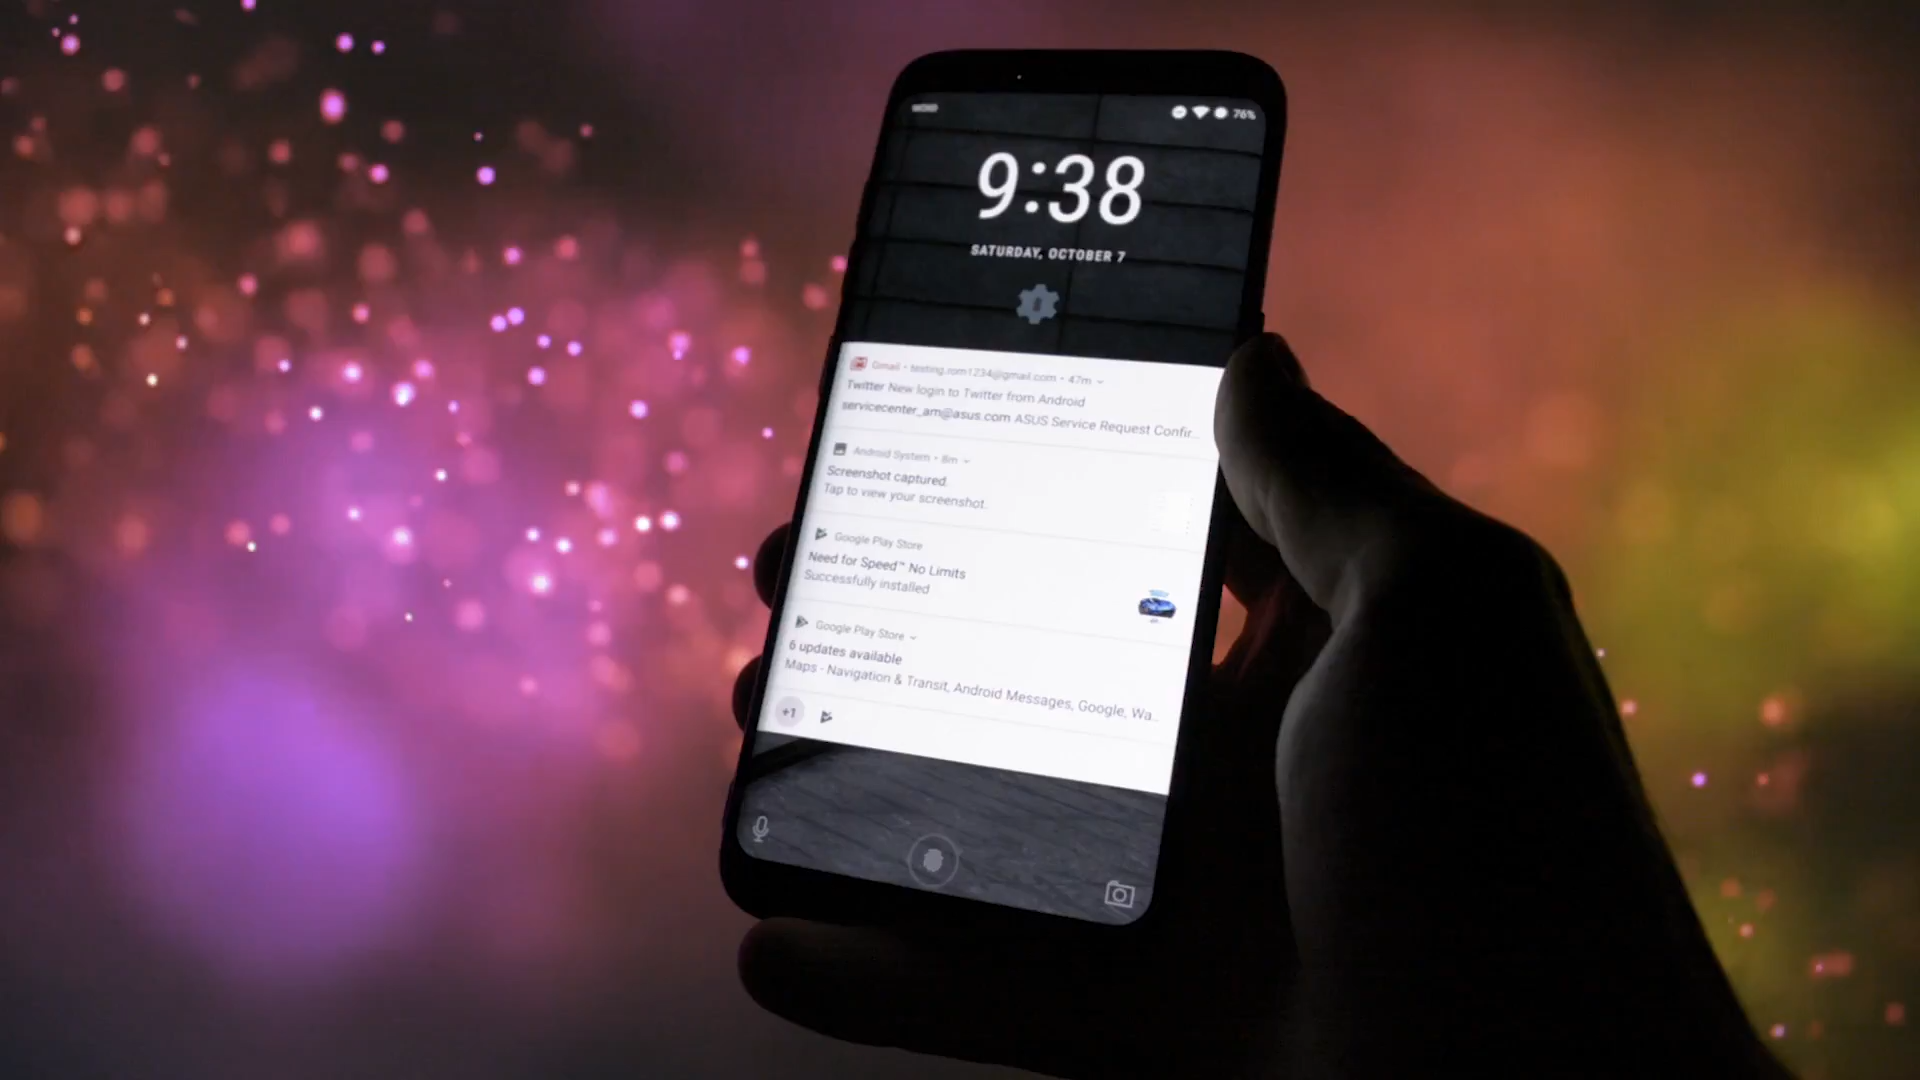 76%
9:38
SATURDAY, OCTOBER 7
Gmail • testing.rom1234@gmail.com • 47m
Twitter New login to Twitter from Android
servicecenter_am@asus.com ASUS Service Request Confir...
Android System • 8m
Screenshot captured.
Tap to view your screenshot.
Google Play Store
Need for Speed™ No Limits
Successfully installed
Google Play Store
6 updates available
Maps - Navigation & Transit, Android Messages, Google, Wa...
+1